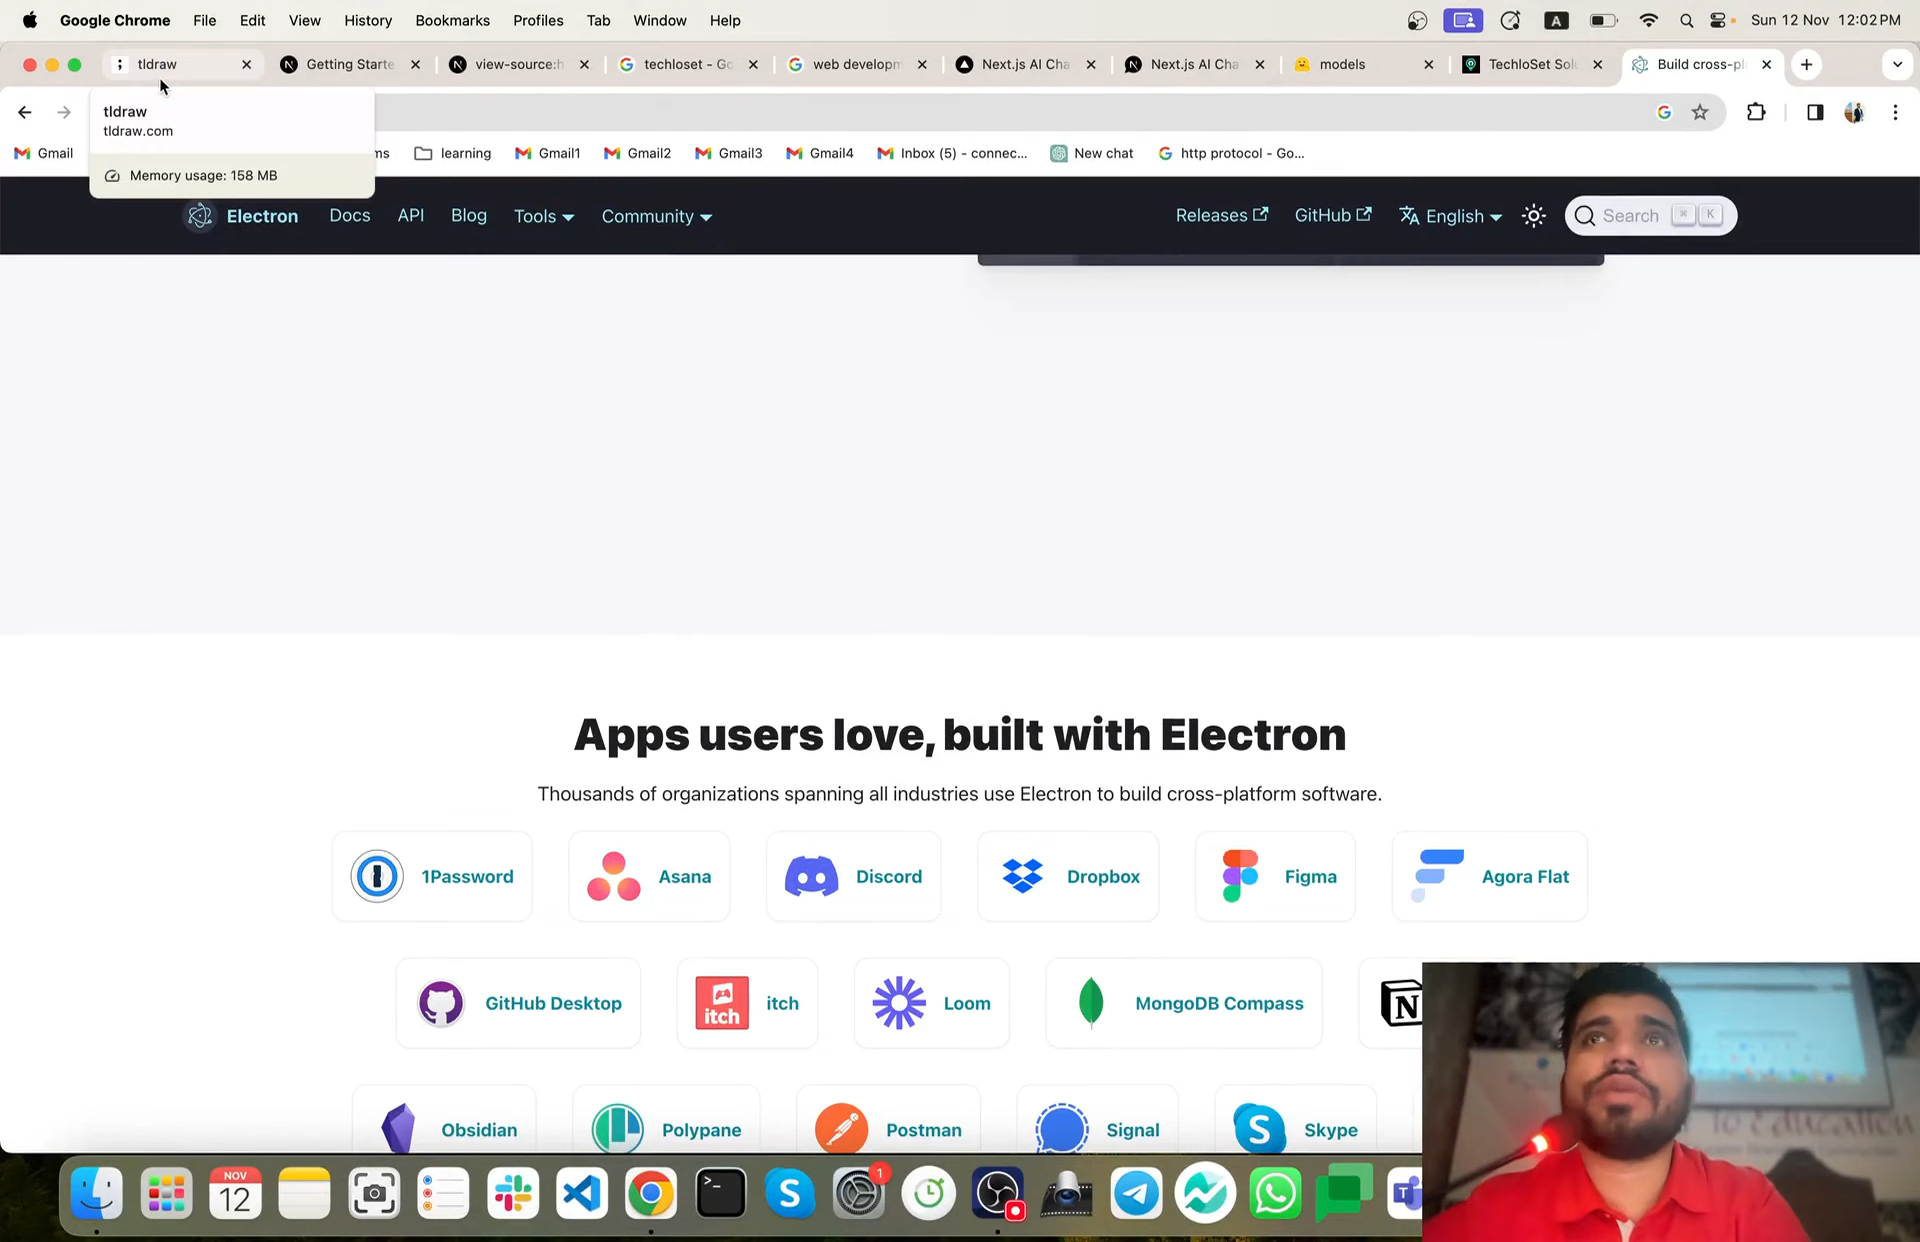 Google Chrome File Edit View History Bookmarks Profiles Tab Window Help A Sun 12 Nov 12:02 PM
tldraw Getting Starte view-source:h techloset - Go web developm Next.js AI Cha Next.js AI Cha models TechloSet Solu Build cross-pl
tldraw
tldraw.com
Memory usage: 158 MB
Gmail ms learning Gmail1 Gmail2 Gmail3 Gmail4 Inbox (5) - connec... New chat http protocol - Go...
Electron Docs API Blog Tools Community Releases GitHub English Search ⌘ K
Apps users love, built with Electron
Thousands of organizations spanning all industries use Electron to build cross-platform software.
1Password Asana Discord Dropbox Figma Agora Flat
GitHub Desktop itch itch Loom MongoDB Compass
Obsidian Polypane Postman Signal Skype
NOV
12
1